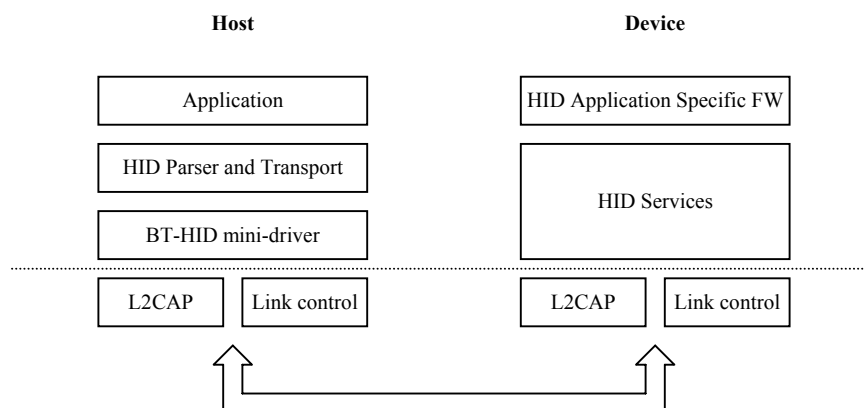 Host Device
Application HID Application Specific FW
HID Parser and Transport
HID Services
BT-HID mini-driver
L2CAP Link control L2CAP Link control